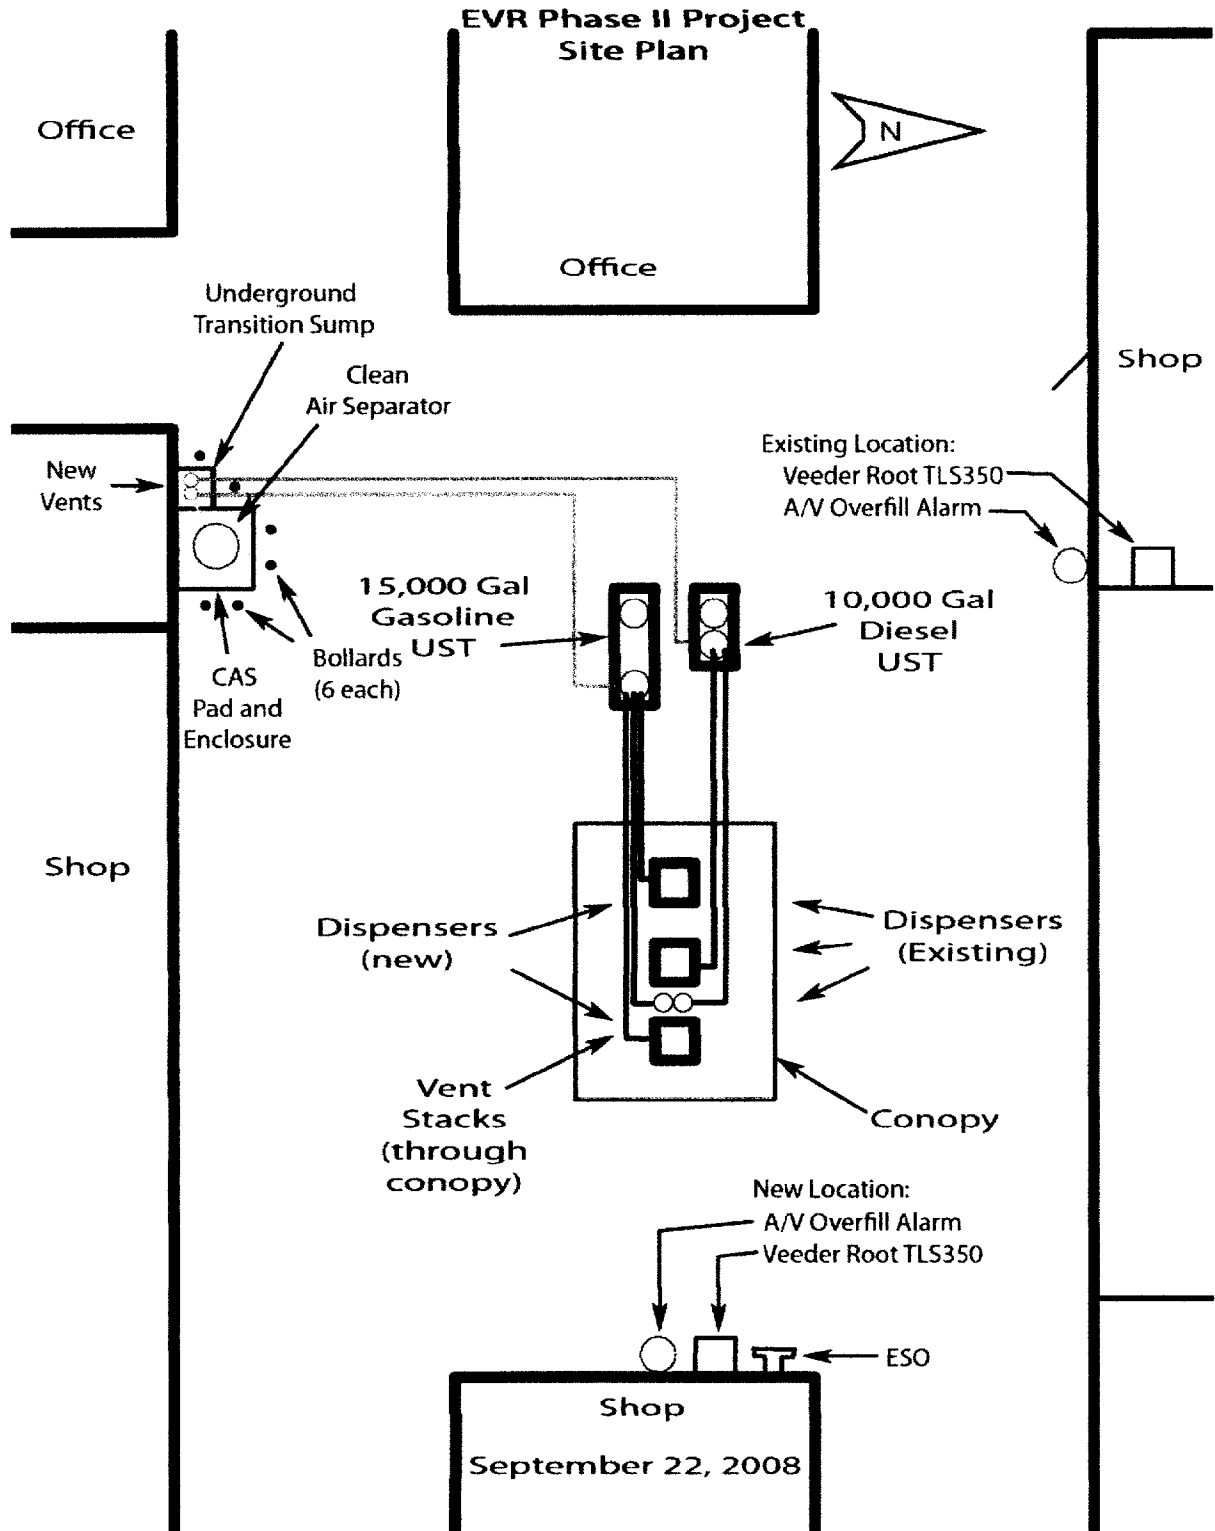 EVR Phase II Project
Site Plan
Office
N
Office
Underground
Transition Sump
Clean
Air Separator
Shop
New
Vents
Existing Location:
Veeder Root TLS350
A/V Overfill Alarm
15,000 Gal
Gasoline
UST
10,000 Gal
Diesel
UST
Bollards
(6 each)
CAS
Pad and
Enclosure
Shop
Dispensers
(new)
Dispensers
(Existing)
Vent
Stacks
(through
conopy)
Conopy
New Location:
A/V Overfill Alarm
Veeder Root TLS350
ESO
Shop
September 22, 2008